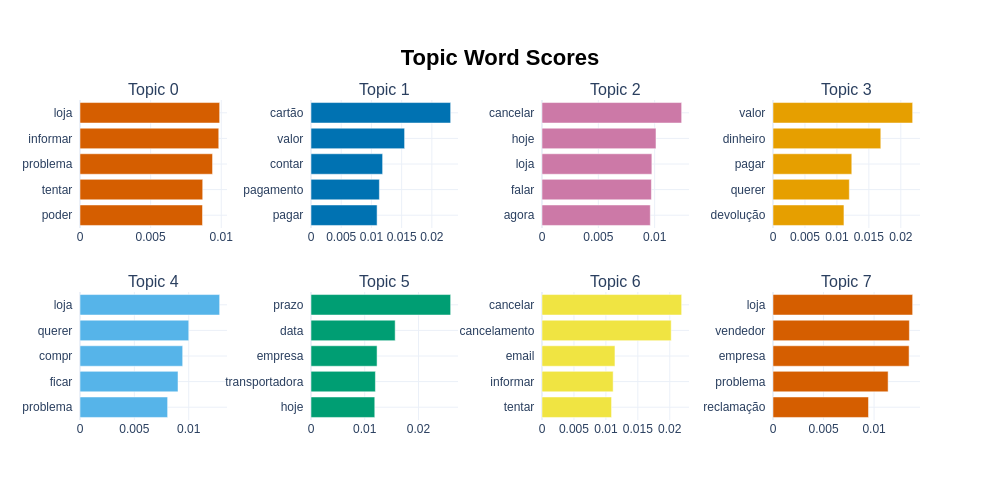 Topic Word Scores
Topic 0
loja
informar
problema
tentar
poder
0 0.005 0.01
Topic 1
cartão
valor
contar
pagamento
pagar
0 0.005 0.01 0.015 0.02
Topic 2
cancelar
hoje
loja
falar
agora
0 0.005 0.01
Topic 3
valor
dinheiro
pagar
querer
devolução
0 0.005 0.01 0.015 0.02
Topic 4
loja
querer
compr
ficar
problema
0 0.005 0.01
Topic 5
prazo
data
empresa
transportadora
hoje
0 0.01 0.02
Topic 6
cancelar
cancelamento
email
informar
tentar
0 0.005 0.01 0.015 0.02
Topic 7
loja
vendedor
empresa
problema
reclamação
0 0.005 0.01